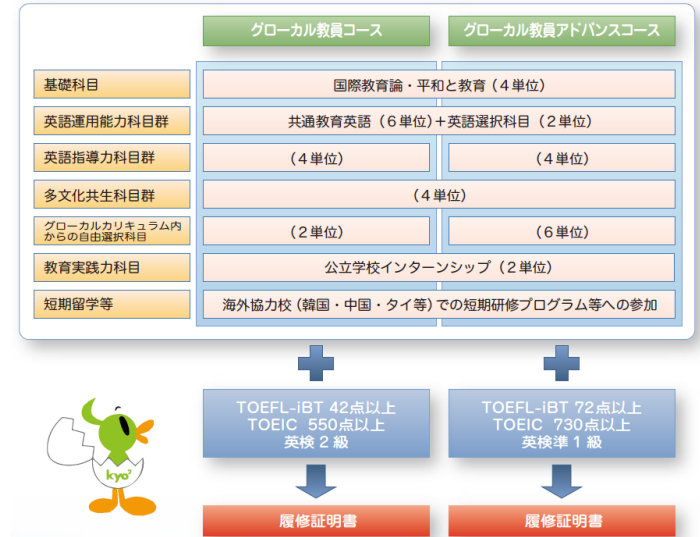 グローカル教員コース
グローカル教員アドバンスコース
基礎科目
国際教育論・平和と教育（４単位）
英語運用能力科目群
共通教育英語（６単位）＋英語選択科目（２単位）
英語指導力科目群
（４単位）
（４単位）
多文化共生科目群
（４単位）
グローカルカリキュラム内
からの自由選択科目
（２単位）
（６単位）
教育実践力科目
公立学校インターンシップ（２単位）
短期留学等
海外協力校（韓国・中国・タイ等）での短期研修プログラム等への参加
TOEFL-iBT 42点以上
TOEIC 550点以上
英検２級
TOEFL-iBT 72点以上
TOEIC 730点以上
英検準１級
kyo²
履修証明書
履修証明書